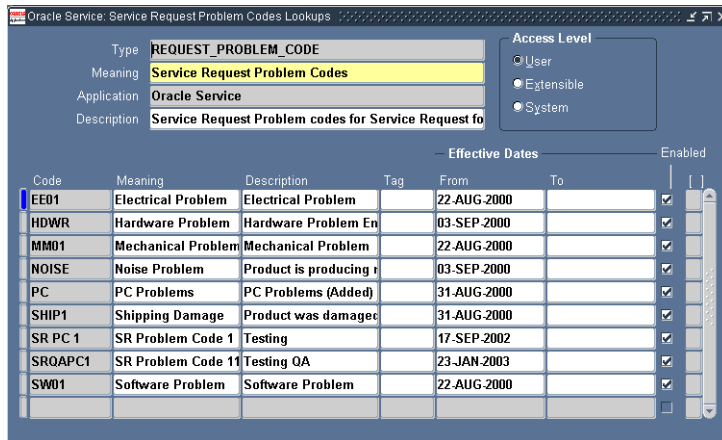 Oracle Service: Service Request Problem Codes Lookups
Type REQUEST_PROBLEM_CODE
Meaning Service Request Problem Codes
Application Oracle Service
Description Service Request Problem codes for Service Request fo
Access Level
User
Extensible
System
Effective Dates Enabled
Code Meaning Description Tag From To [ ]
EE01 Electrical Problem Electrical Problem 22-AUG-2000
HDWR Hardware Problem Hardware Problem En 03-SEP-2000
MM01 Mechanical Problem Mechanical Problem 22-AUG-2000
NOISE Noise Problem Product is producing 03-SEP-2000
PC PC Problems PC Problems (Added) 31-AUG-2000
SHIP1 Shipping Damage Product was damaged 31-AUG-2000
SR PC 1 SR Problem Code 1 Testing 17-SEP-2002
SRQAPC1 SR Problem Code 11 Testing QA 23-JAN-2003
SW01 Software Problem Software Problem 22-AUG-2000